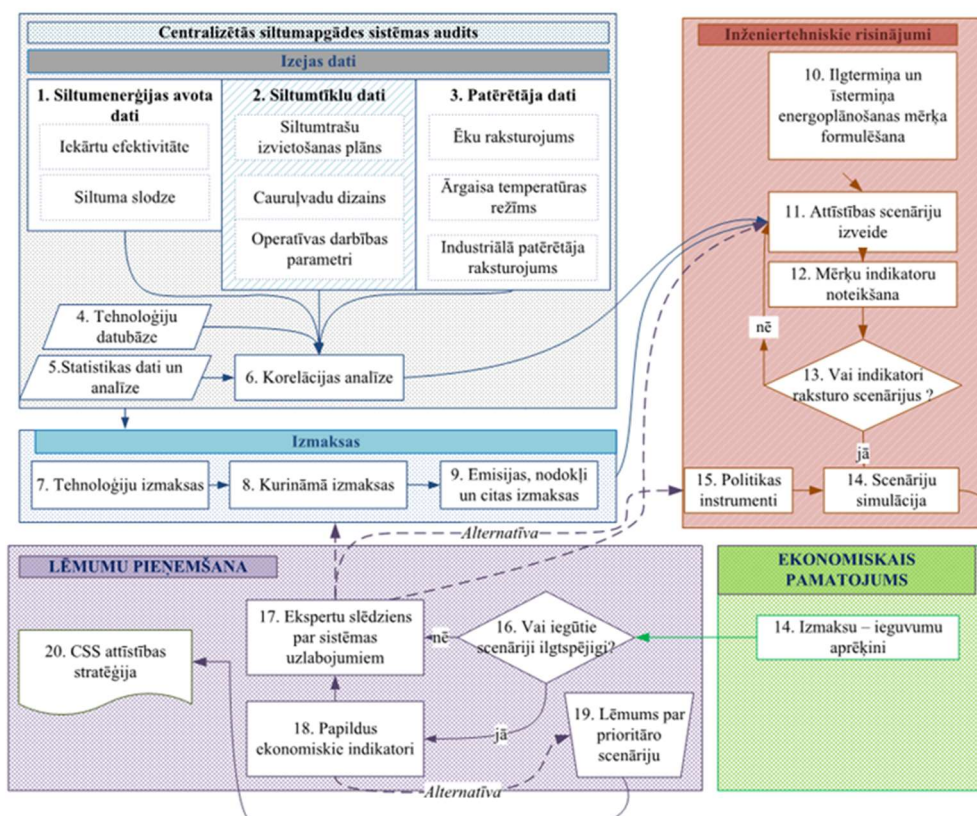 Centralizētās siltumapgādes sistēmas audits
Izejas dati
1. Siltumenerģijas avota
dati
Iekārtu efektivitāte
Siltuma slodze
2. Siltumtīklu dati
Siltumtrašu
izvietošanas plāns
Cauruļvadu dizains
Operatīvas darbības
parametri
3. Patērētāja dati
Ēku raksturojums
Ārgaisa temperatūras
režīms
Industriālā patērētāja
raksturojums
4. Tehnoloģiju
datubāze
5.Statistikas dati un
analīze
6. Korelācijas analīze
Izmaksas
7. Tehnoloģiju izmaksas
8. Kurināmā izmaksas
9. Emisijas, nodokļi
un citas izmaksas
Inženiertehniskie risinājumi
10. Ilgtermiņa un
īstermiņa
energoplānošanas mērķa
formulēšana
11. Attīstības scenāriju
izveide
12. Mērķu indikatoru
noteikšana
nē
13. Vai indikatori
raksturo scenārijus ?
jā
15. Politikas
instrumenti
14. Scenāriju
simulācija
Alternatīva
LĒMUMU PIEŅEMŠANA
17. Ekspertu slēdziens
par sistēmas
uzlabojumiem
nē
16. Vai iegūtie
scenāriji ilgtspējīgi?
20. CSS attīstības
stratēģija
18. Papildus
ekonomiskie indikatori
jā
19. Lēmums par
prioritāro
scenāriju
Alternatīva
EKONOMISKAIS
PAMATOJUMS
14. Izmaksu – ieguvumu
aprēķini